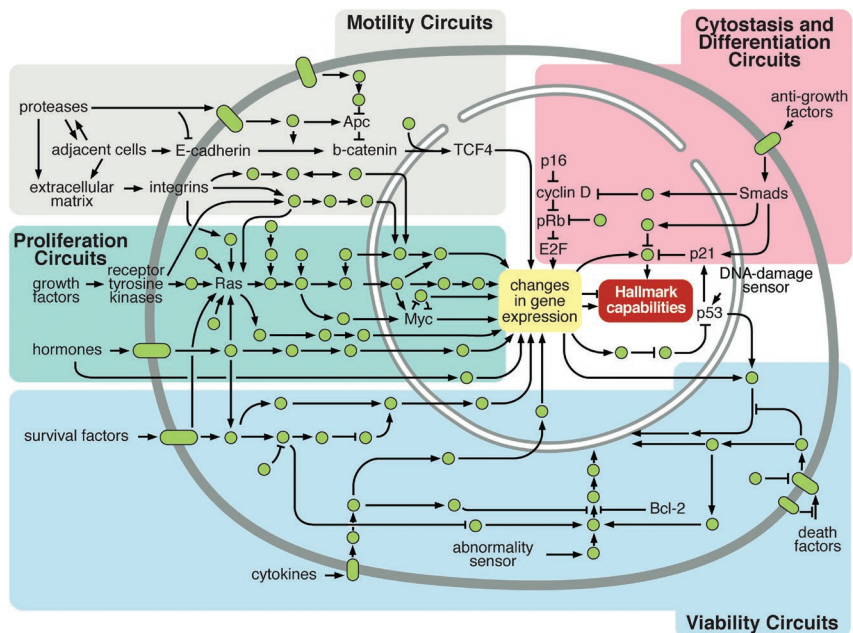 Motility Circuits
Cytostasis and
Differentiation
Circuits
proteases
adjacent cells
E-cadherin
extracellular
matrix
integrins
Apc
b-catenin
TCF4
anti-growth
factors
p16
cyclin D
pRb
E2F
Smads
p21
DNA-damage
sensor
p53
Proliferation
Circuits
growth
factors
receptor
tyrosine
kinases
Ras
Myc
hormones
changes
in gene
expression
Hallmark
capabilities
survival factors
Bcl-2
abnormality
sensor
cytokines
death
factors
Viability Circuits